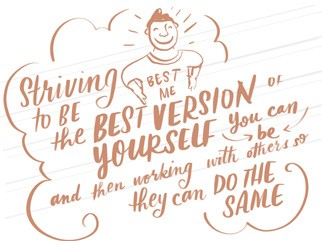 BEST
ME
Striving
to BE
the BEST VERSION OF
YOURSELF you can
be
and then working with others so
they can DO THE
SAME